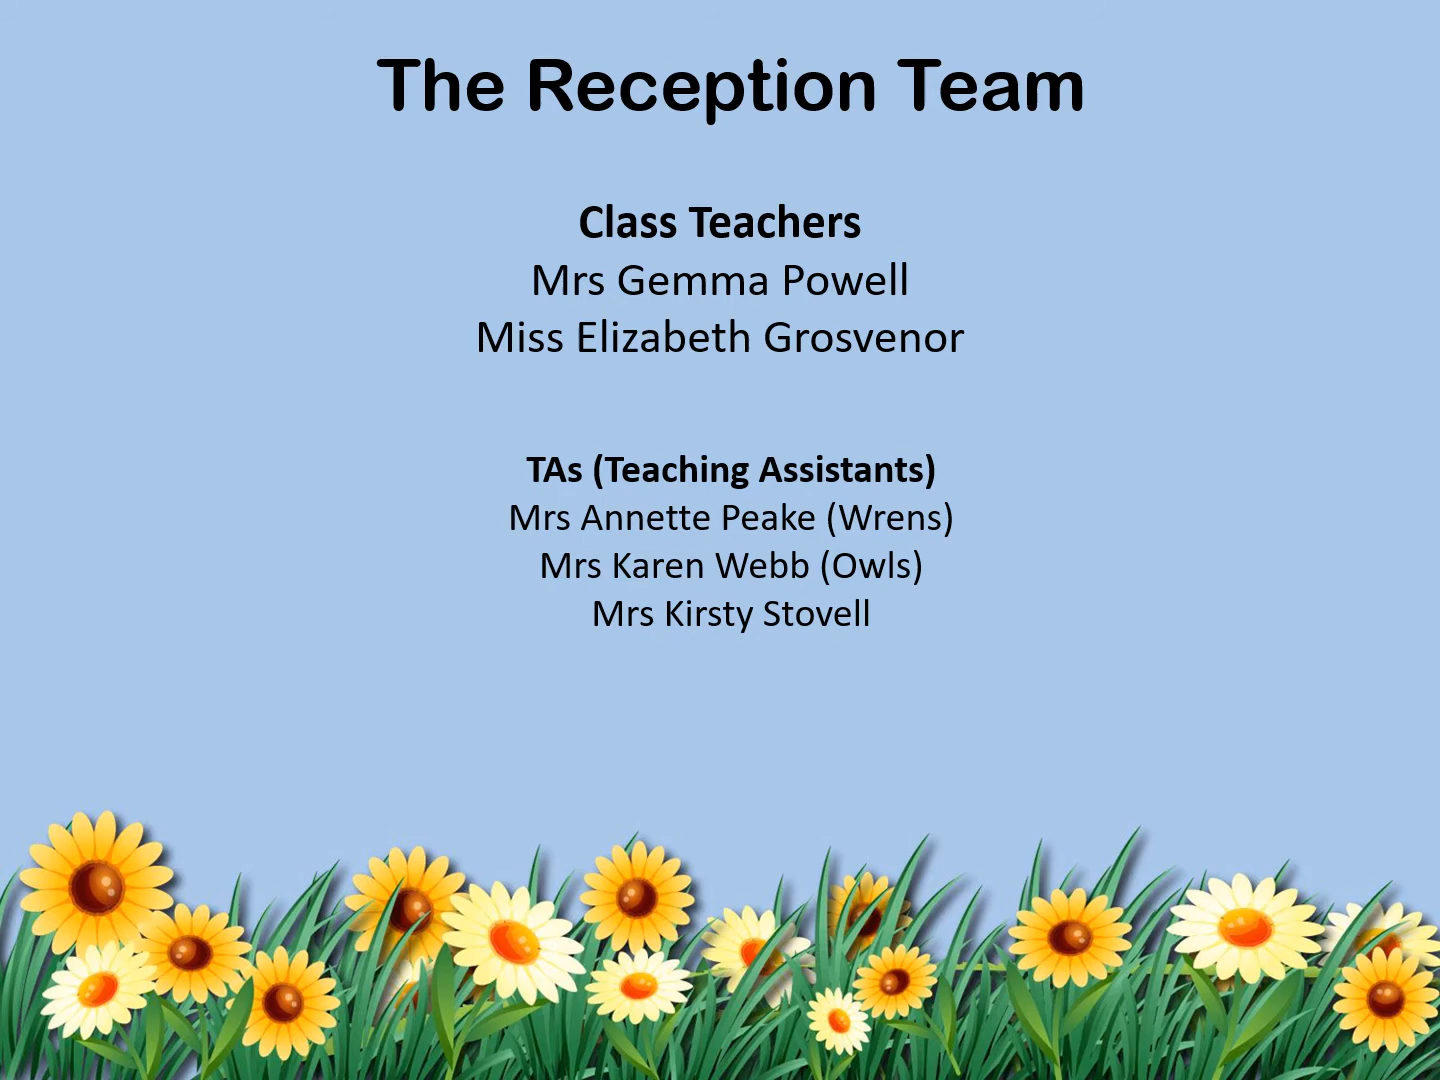 The Reception Team
Class Teachers
Mrs Gemma Powell
Miss Elizabeth Grosvenor
TAs (Teaching Assistants)
Mrs Annette Peake (Wrens)
Mrs Karen Webb (Owls)
Mrs Kirsty Stovell